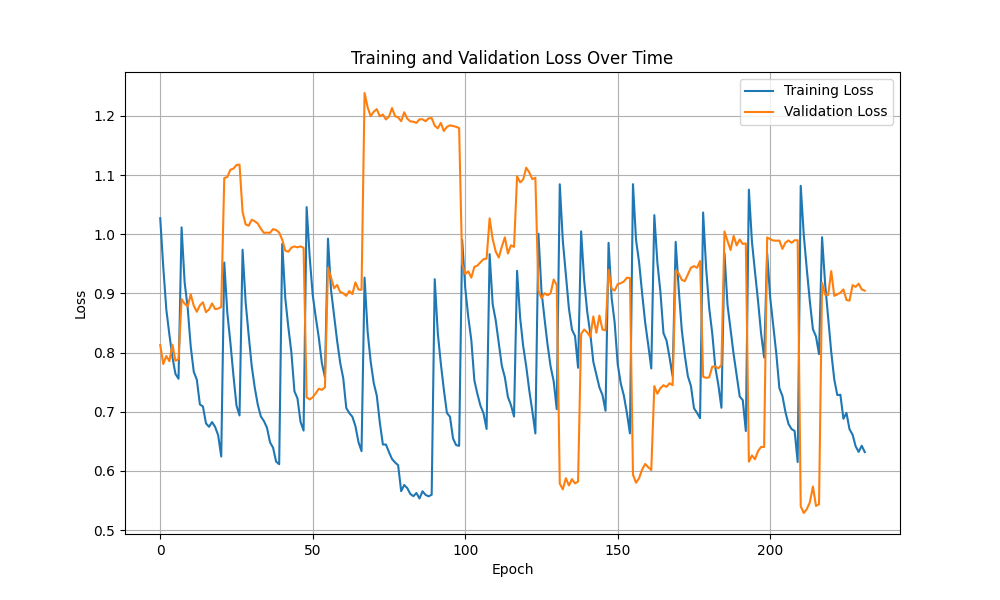 Training and Validation Loss Over Time
Training Loss
Validation Loss
1.2
1.1
1.0
0.9
0.8
0.7
0.6
0.5
Loss
0 50 100 150 200
Epoch